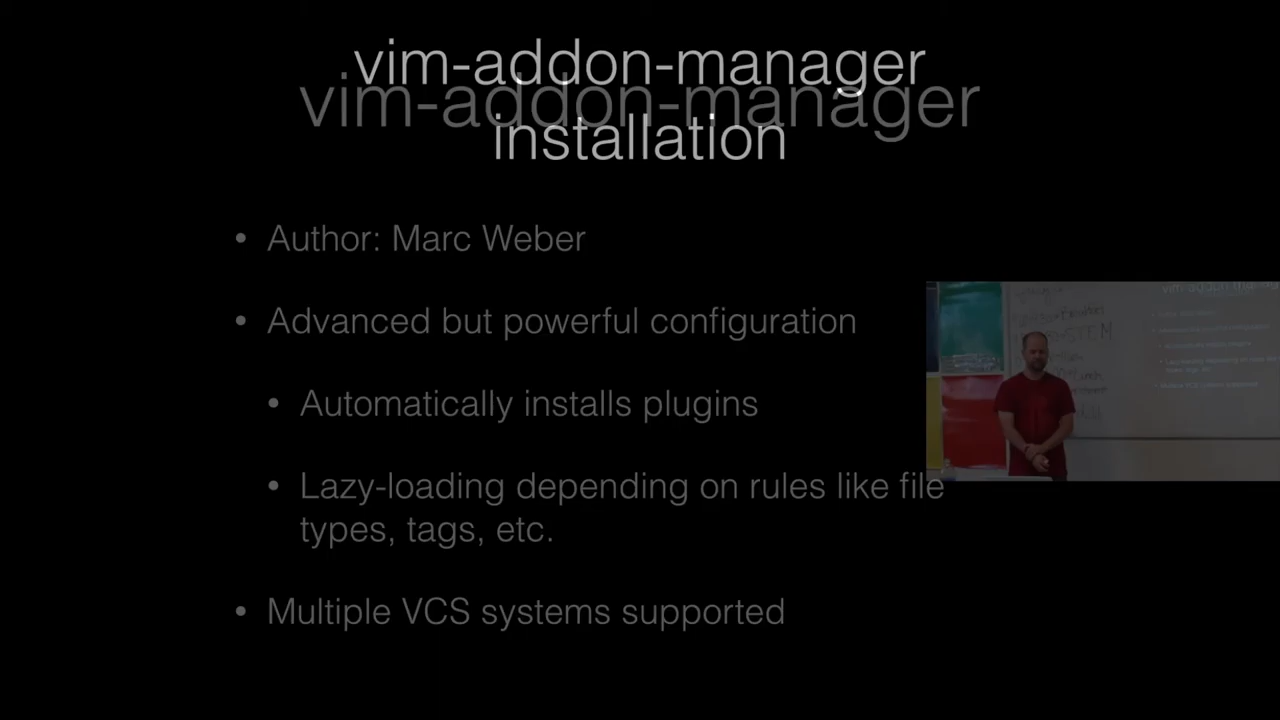 vim-addon-manager
installation
vim-addon-manager
• Author: Marc Weber
• Advanced but powerful configuration
• Automatically installs plugins
• Lazy-loading depending on rules like file
types, tags, etc.
• Multiple VCS systems supported